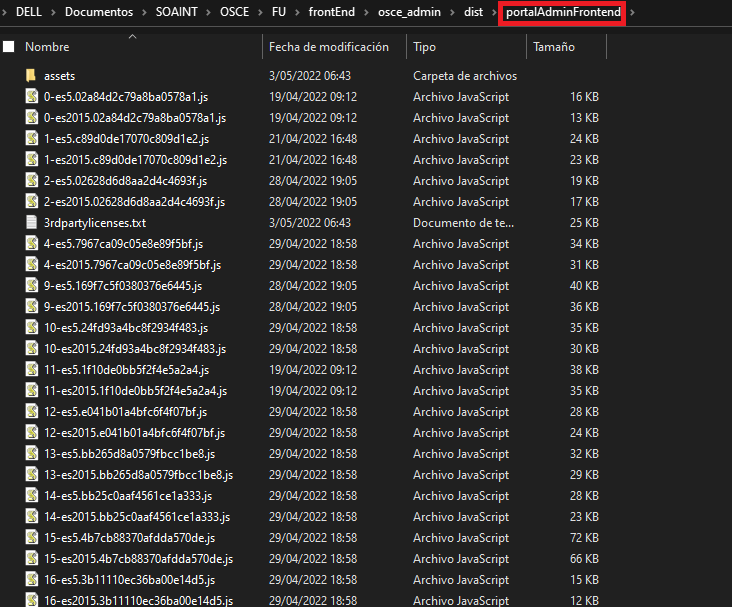 DELL > Documentos > SOAINT > OSCE > FU > frontEnd > osce_admin > dist > portalAdminFrontend >
Nombre Fecha de modificación Tipo Tamaño
assets 3/05/2022 06:43 Carpeta de archivos
0-es5.02a84d2c79a8ba0578a1.js 19/04/2022 09:12 Archivo JavaScript 16 KB
0-es2015.02a84d2c79a8ba0578a1.js 19/04/2022 09:12 Archivo JavaScript 13 KB
1-es5.c89d0de17070c809d1e2.js 21/04/2022 16:48 Archivo JavaScript 24 KB
1-es2015.c89d0de17070c809d1e2.js 21/04/2022 16:48 Archivo JavaScript 23 KB
2-es5.02628d6d8aa2d4c4693f.js 28/04/2022 19:05 Archivo JavaScript 19 KB
2-es2015.02628d6d8aa2d4c4693f.js 28/04/2022 19:05 Archivo JavaScript 17 KB
3rdpartylicenses.txt 3/05/2022 06:43 Documento de te... 25 KB
4-es5.7967ca09c05e8e89f5bf.js 29/04/2022 18:58 Archivo JavaScript 34 KB
4-es2015.7967ca09c05e8e89f5bf.js 29/04/2022 18:58 Archivo JavaScript 31 KB
9-es5.169f7c5f0380376e6445.js 28/04/2022 19:05 Archivo JavaScript 40 KB
9-es2015.169f7c5f0380376e6445.js 28/04/2022 19:05 Archivo JavaScript 36 KB
10-es5.24fd93a4bc8f2934f483.js 29/04/2022 18:58 Archivo JavaScript 35 KB
10-es2015.24fd93a4bc8f2934f483.js 29/04/2022 18:58 Archivo JavaScript 30 KB
11-es5.1f10de0bb5f2f4e5a2a4.js 19/04/2022 09:12 Archivo JavaScript 38 KB
11-es2015.1f10de0bb5f2f4e5a2a4.js 19/04/2022 09:12 Archivo JavaScript 35 KB
12-es5.e041b01a4bfc6f4f07bf.js 29/04/2022 18:58 Archivo JavaScript 28 KB
12-es2015.e041b01a4bfc6f4f07bf.js 29/04/2022 18:58 Archivo JavaScript 24 KB
13-es5.bb265d8a0579fbcc1be8.js 29/04/2022 18:58 Archivo JavaScript 32 KB
13-es2015.bb265d8a0579fbcc1be8.js 29/04/2022 18:58 Archivo JavaScript 29 KB
14-es5.bb25c0aaf4561ce1a333.js 29/04/2022 18:58 Archivo JavaScript 28 KB
14-es2015.bb25c0aaf4561ce1a333.js 29/04/2022 18:58 Archivo JavaScript 23 KB
15-es5.4b7cb88370afdda570de.js 29/04/2022 18:58 Archivo JavaScript 72 KB
15-es2015.4b7cb88370afdda570de.js 29/04/2022 18:58 Archivo JavaScript 66 KB
16-es5.3b11110ec36ba00e14d5.js 29/04/2022 18:58 Archivo JavaScript 15 KB
16-es2015.3b11110ec36ba00e14d5.js 29/04/2022 18:58 Archivo JavaScript 12 KB